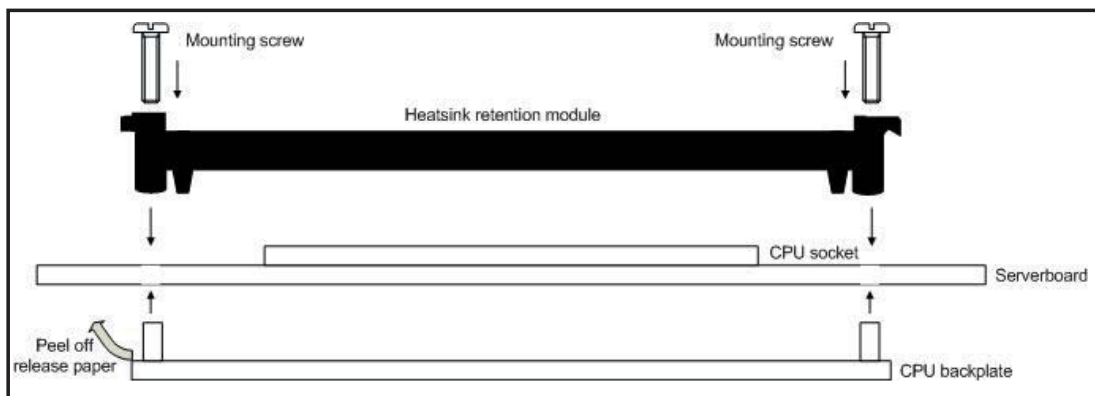 Mounting screw
Mounting screw
Heatsink retention module
CPU socket
Serverboard
Peel off
release paper
CPU backplate